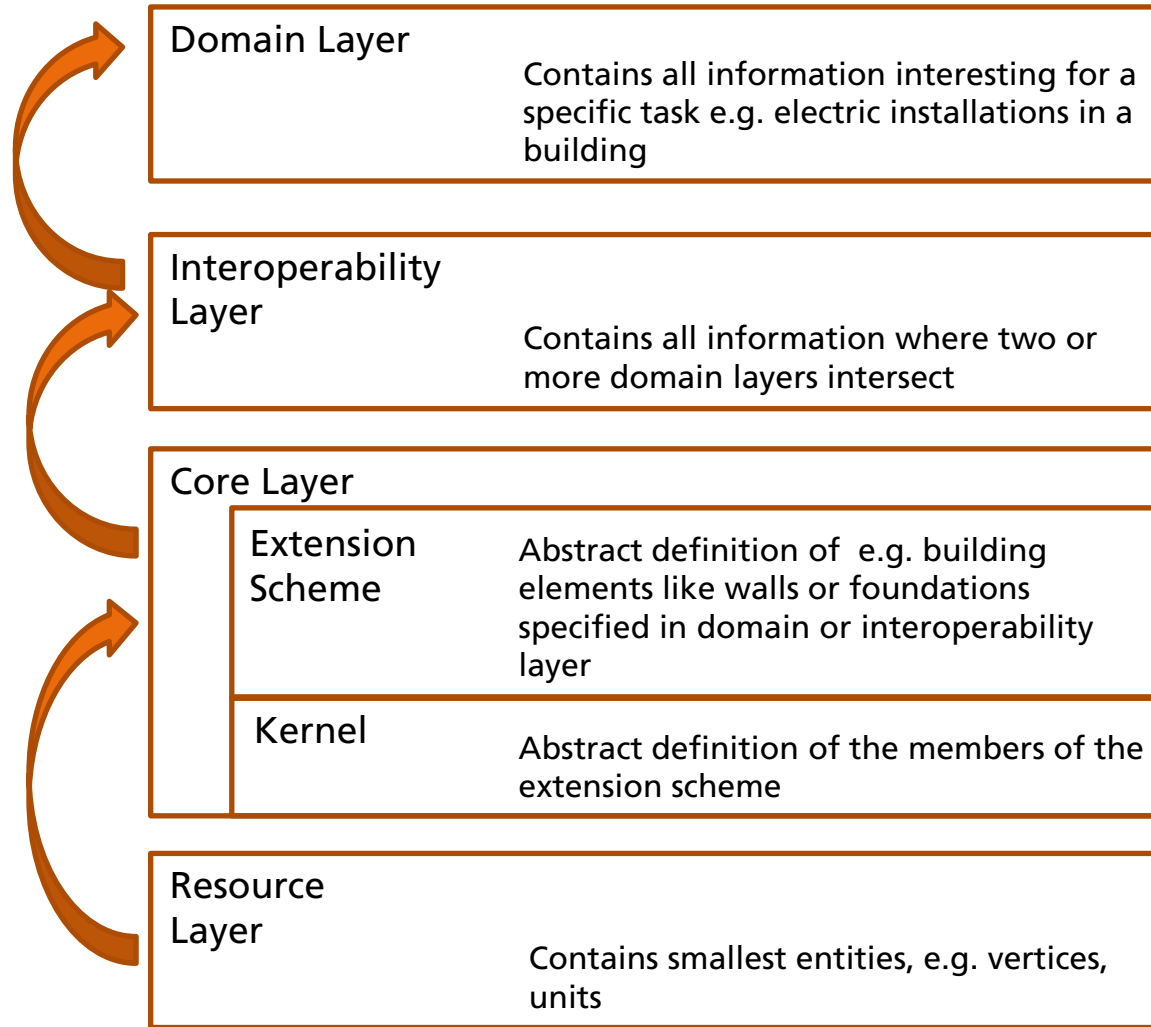 Domain Layer
Contains all information interesting for a
specific task e.g. electric installations in a
building
Interoperability
Layer
Contains all information where two or
more domain layers intersect
Core Layer
Extension
Scheme
Abstract definition of  e.g. building
elements like walls or foundations
specified in domain or interoperability
layer
Kernel
Abstract definition of the members of the
extension scheme
Resource
Layer
Contains smallest entities, e.g. vertices,
units